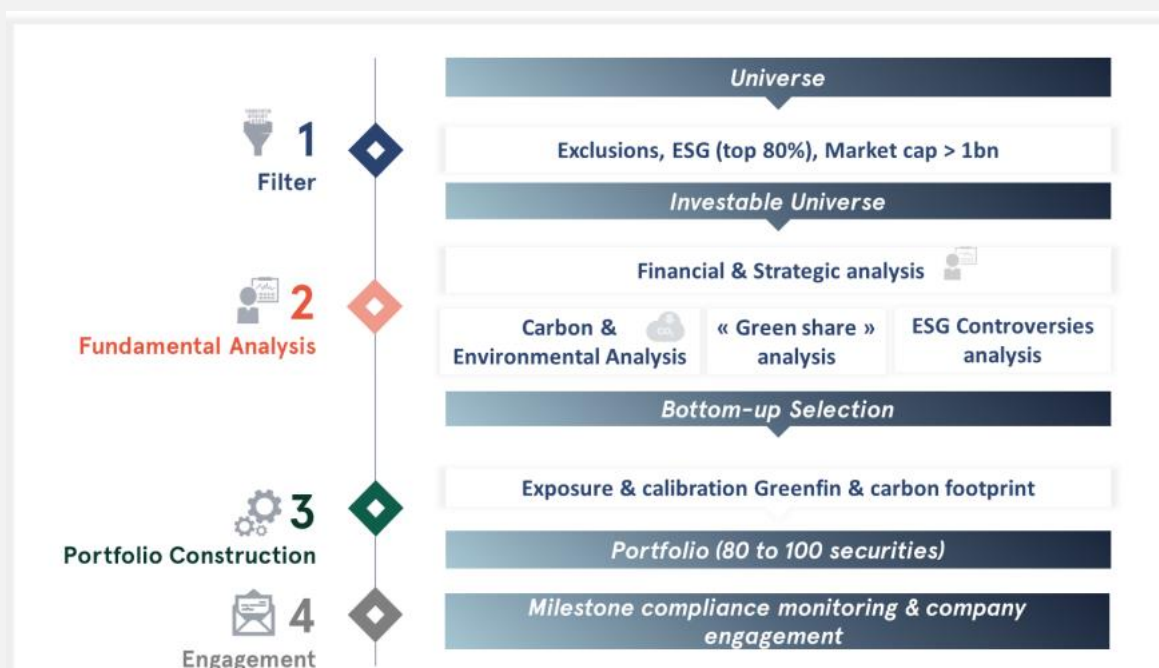 Universe
1
Filter
Exclusions, ESG (top 80%), Market cap > 1bn
Investable Universe
2
Fundamental Analysis
Financial & Strategic analysis
Carbon &
Environmental Analysis
« Green share »
analysis
ESG Controversies
analysis
Bottom-up Selection
3
Portfolio Construction
Exposure & calibration Greenfin & carbon footprint
Portfolio (80 to 100 securities)
4
Engagement
Milestone compliance monitoring & company
engagement